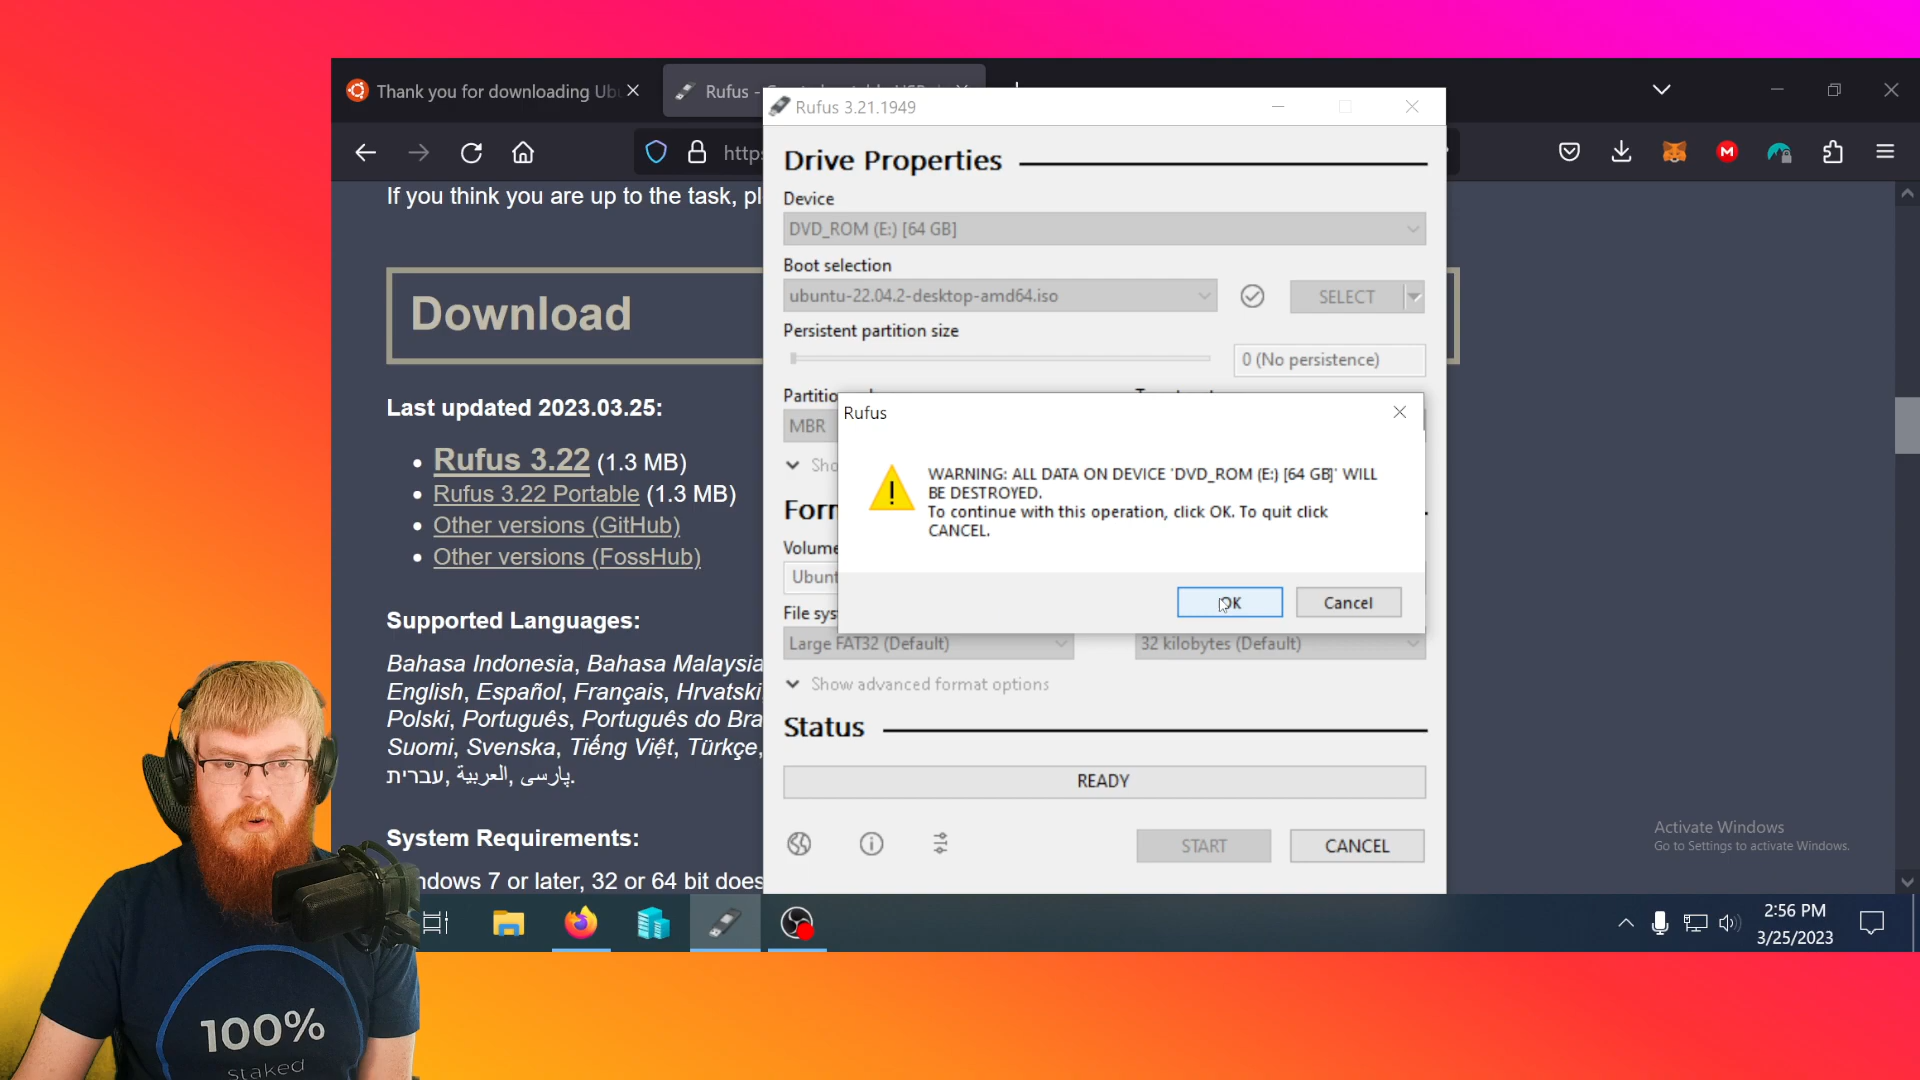 Thank you for downloading Ub
Rufus -
Rufus 3.21.1949
http
If you think you are up to the task, pl
Download
Last updated 2023.03.25:
Rufus 3.22 (1.3 MB)
Rufus 3.22 Portable (1.3 MB)
Other versions (GitHub)
Other versions (FossHub)
Supported Languages:
Bahasa Indonesia, Bahasa Malaysia
English, Español, Français, Hrvatski
Polski, Português, Português do Bra
Suomi, Svenska, Tiếng Việt, Türkçe,
עברית, العربية, پارسی.
System Requirements:
ndows 7 or later, 32 or 64 bit does
Drive Properties
Device
DVD_ROM (E:) [64 GB]
Boot selection
ubuntu-22.04.2-desktop-amd64.iso
SELECT
Persistent partition size
0 (No persistence)
Partitio
MBR
Sho
Rufus
WARNING: ALL DATA ON DEVICE 'DVD_ROM (E:) [64 GB]' WILL
BE DESTROYED.
To continue with this operation, click OK. To quit click
CANCEL.
OK
Cancel
Form
Volume
Ubunt
File sys
Large FAT32 (Default)
32 kilobytes (Default)
Show advanced format options
Status
READY
START
CANCEL
Activate Windows
Go to Settings to activate Windows.
2:56 PM
3/25/2023
100%
staked